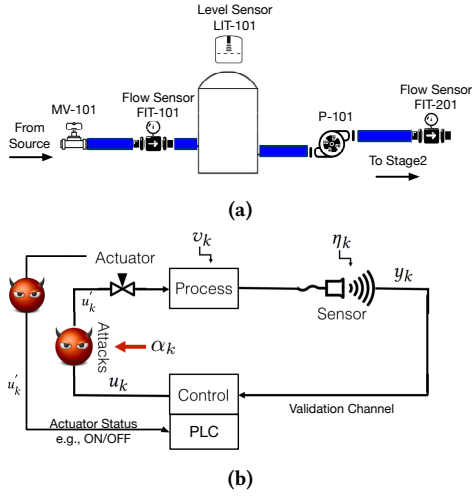 Level Sensor
LIT-101
MV-101
Flow Sensor
FIT-101
P-101
Flow Sensor
FIT-201
From
Source
To Stage2
(a)
v_k
η_k
Actuator
u'_k
Process
y_k
Sensor
Attacks
α_k
u_k
u'_k
Control
Validation Channel
Actuator Status
e.g., ON/OFF
PLC
(b)